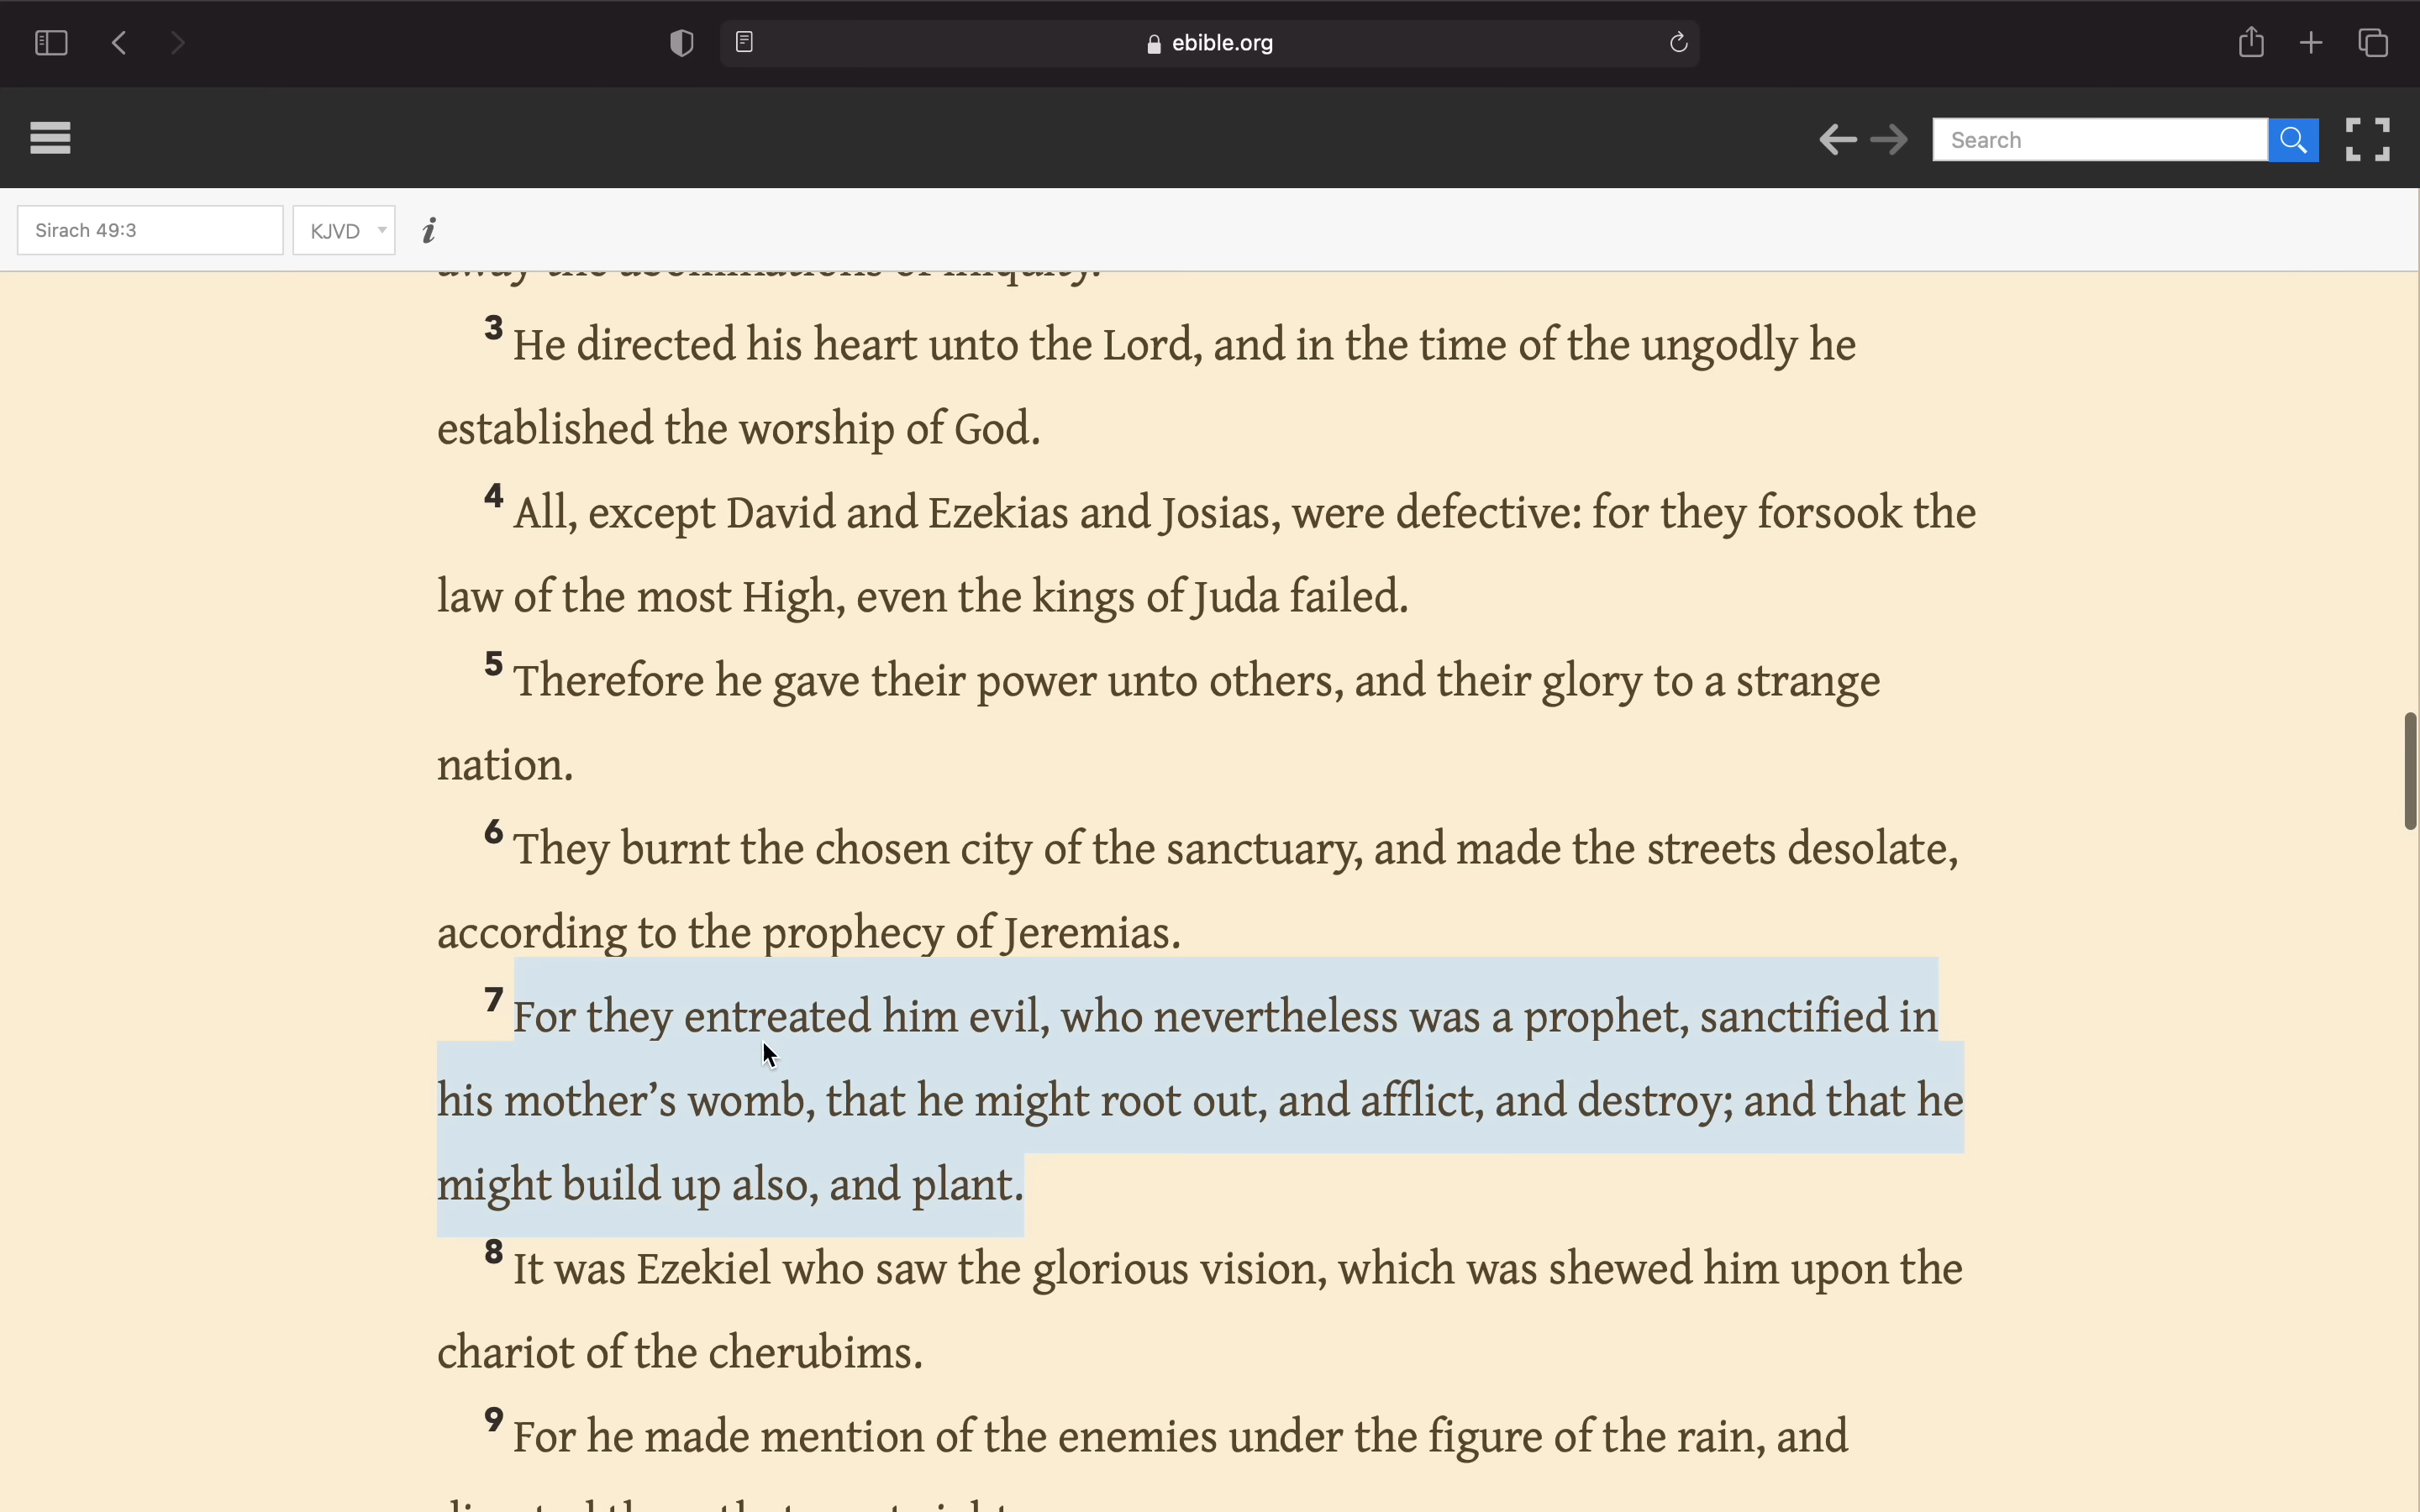 ebible.org
Search
Sirach 49:3
KJVD
i
away the abominations of iniquity.
3 He directed his heart unto the Lord, and in the time of the ungodly he
established the worship of God.
4 All, except David and Ezekias and Josias, were defective: for they forsook the
law of the most High, even the kings of Juda failed.
5 Therefore he gave their power unto others, and their glory to a strange
nation.
6 They burnt the chosen city of the sanctuary, and made the streets desolate,
according to the prophecy of Jeremias.
7 For they entreated him evil, who nevertheless was a prophet, sanctified in
his mother’s womb, that he might root out, and afflict, and destroy; and that he
might build up also, and plant.
8 It was Ezekiel who saw the glorious vision, which was shewed him upon the
chariot of the cherubims.
9 For he made mention of the enemies under the figure of the rain, and